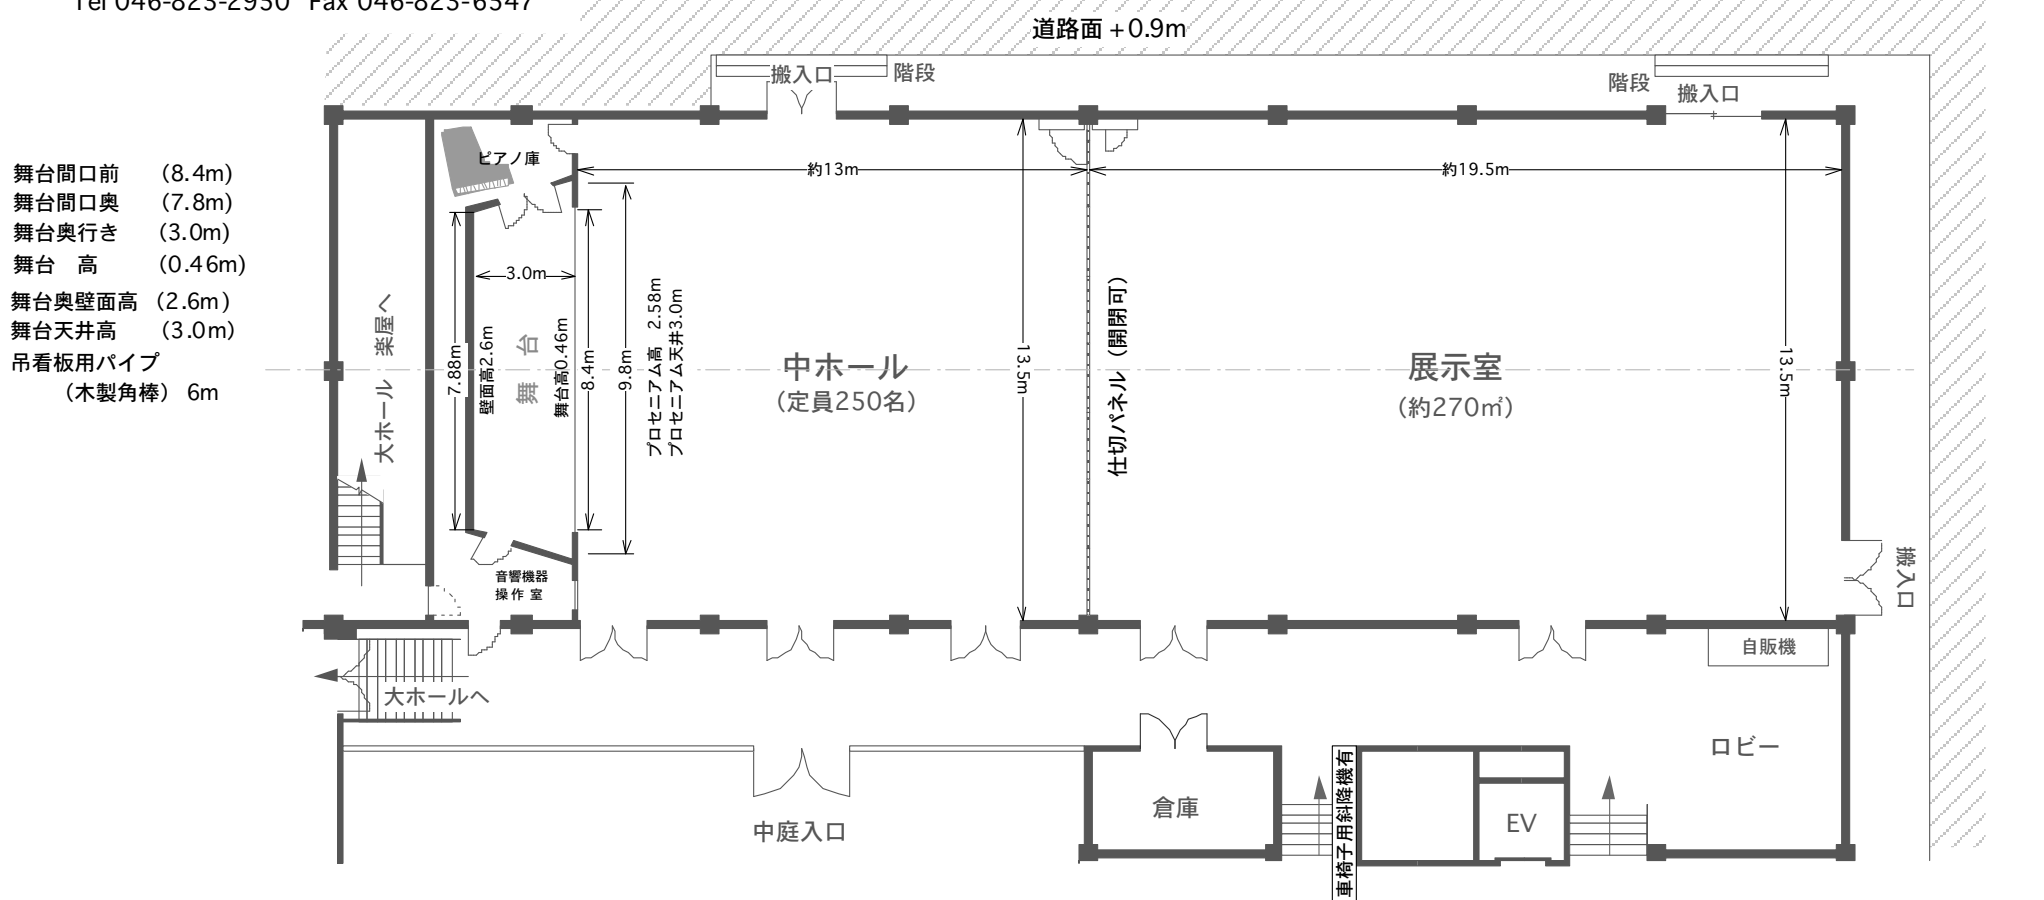 Tel 046-823-2950 Fax 046-823-6547
道路面 +0.9m
搬入口
階段
階段
搬入口
舞台間口前 (8.4m)
舞台間口奥 (7.8m)
舞台奥行き (3.0m)
舞台 高 (0.46m)
舞台奥壁面高 (2.6m)
舞台天井高 (3.0m)
吊看板用パイプ
(木製角棒) 6m
ピアノ庫
約13m
約19.5m
3.0m
大ホール 楽屋へ
7.88m
壁面高2.6m
舞 台
舞台高0.46m
8.4m
9.8m
プロセニアム高 2.58m
プロセニアム天井3.0m
中ホール
(定員250名)
13.5m
仕切パネル (開閉可)
展示室
(約270㎡)
13.5m
搬入口
音響機器
操作室
自販機
大ホールへ
ロビー
倉庫
車椅子用斜降機有
EV
中庭入口